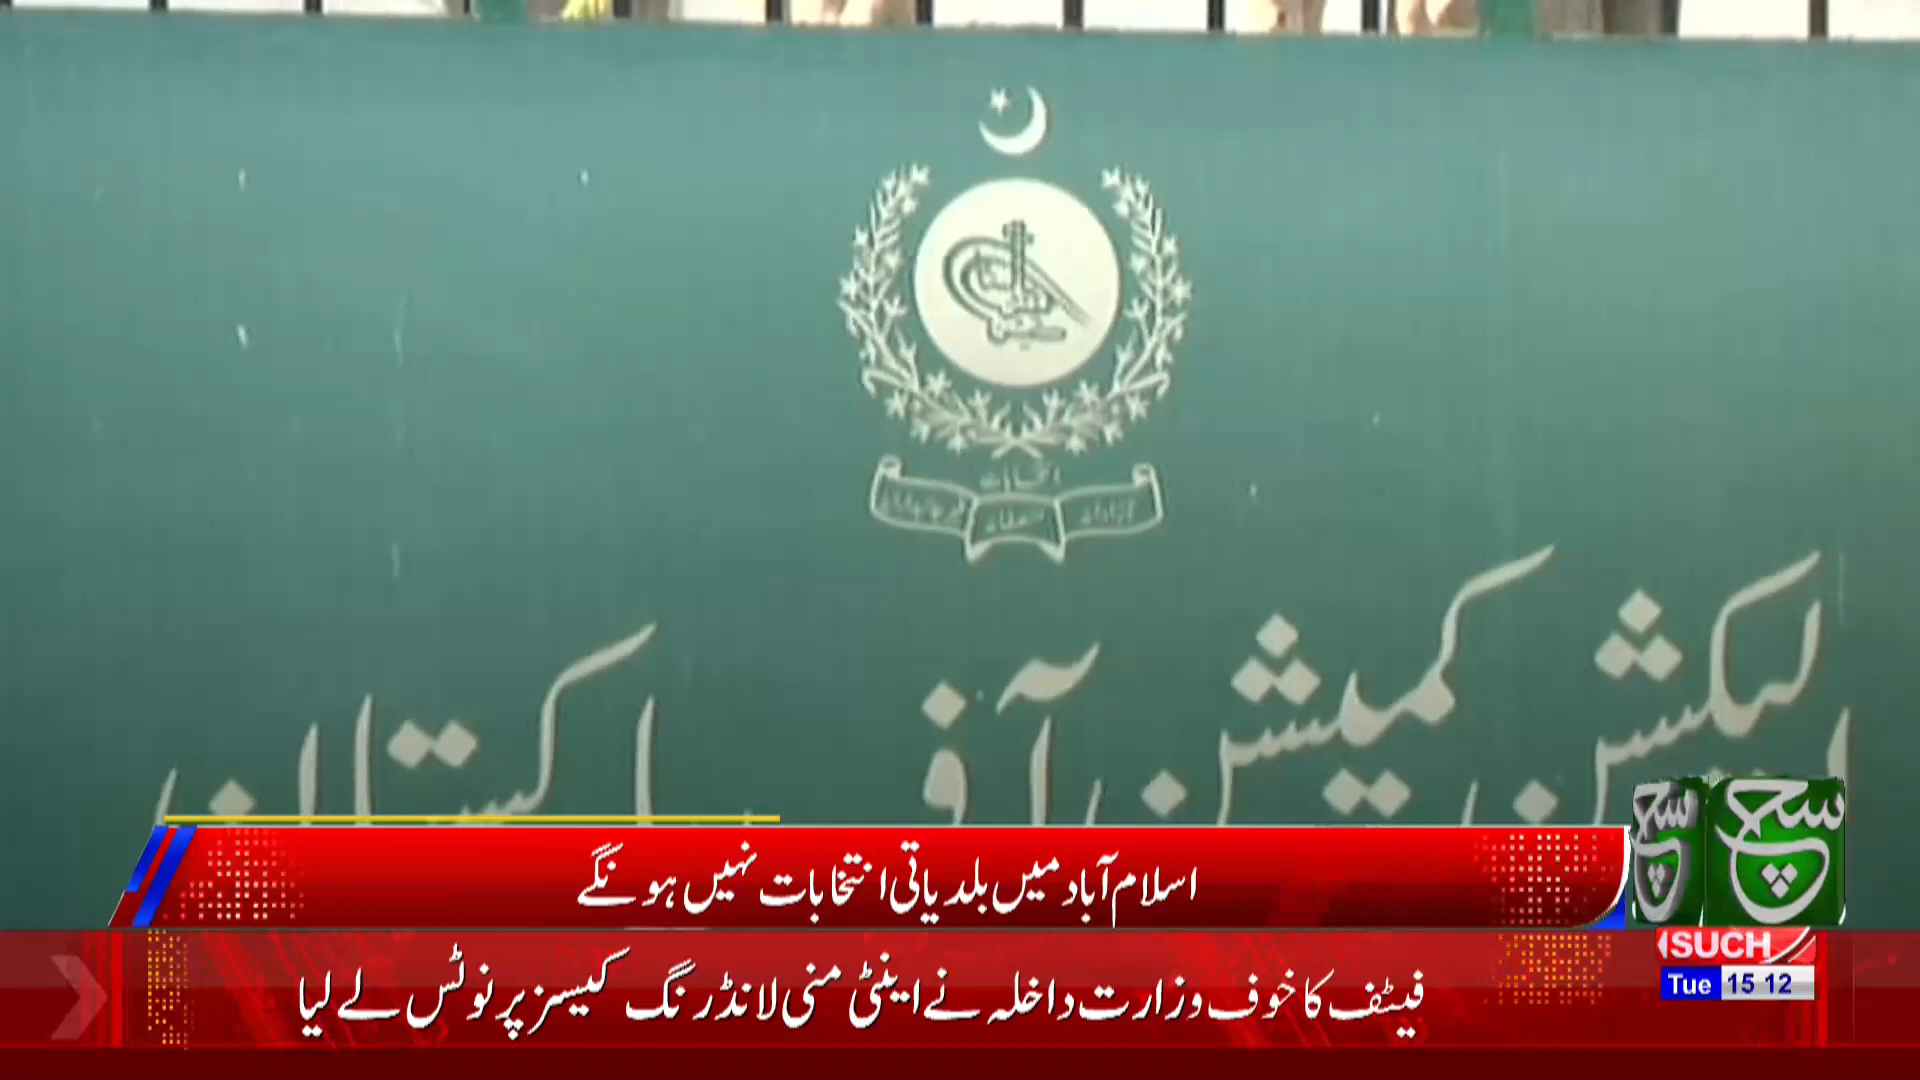 الیکشن کمیشن آف پاکستان
اسلام آباد میں بلدیاتی انتخابات نہیں ہونگے
سچ
سچ
SUCH
فیٹف کا خوف وزارت داخلہ نے اینٹی منی لانڈرنگ کیسز پر نوٹس لے لیا
Tue 15 12